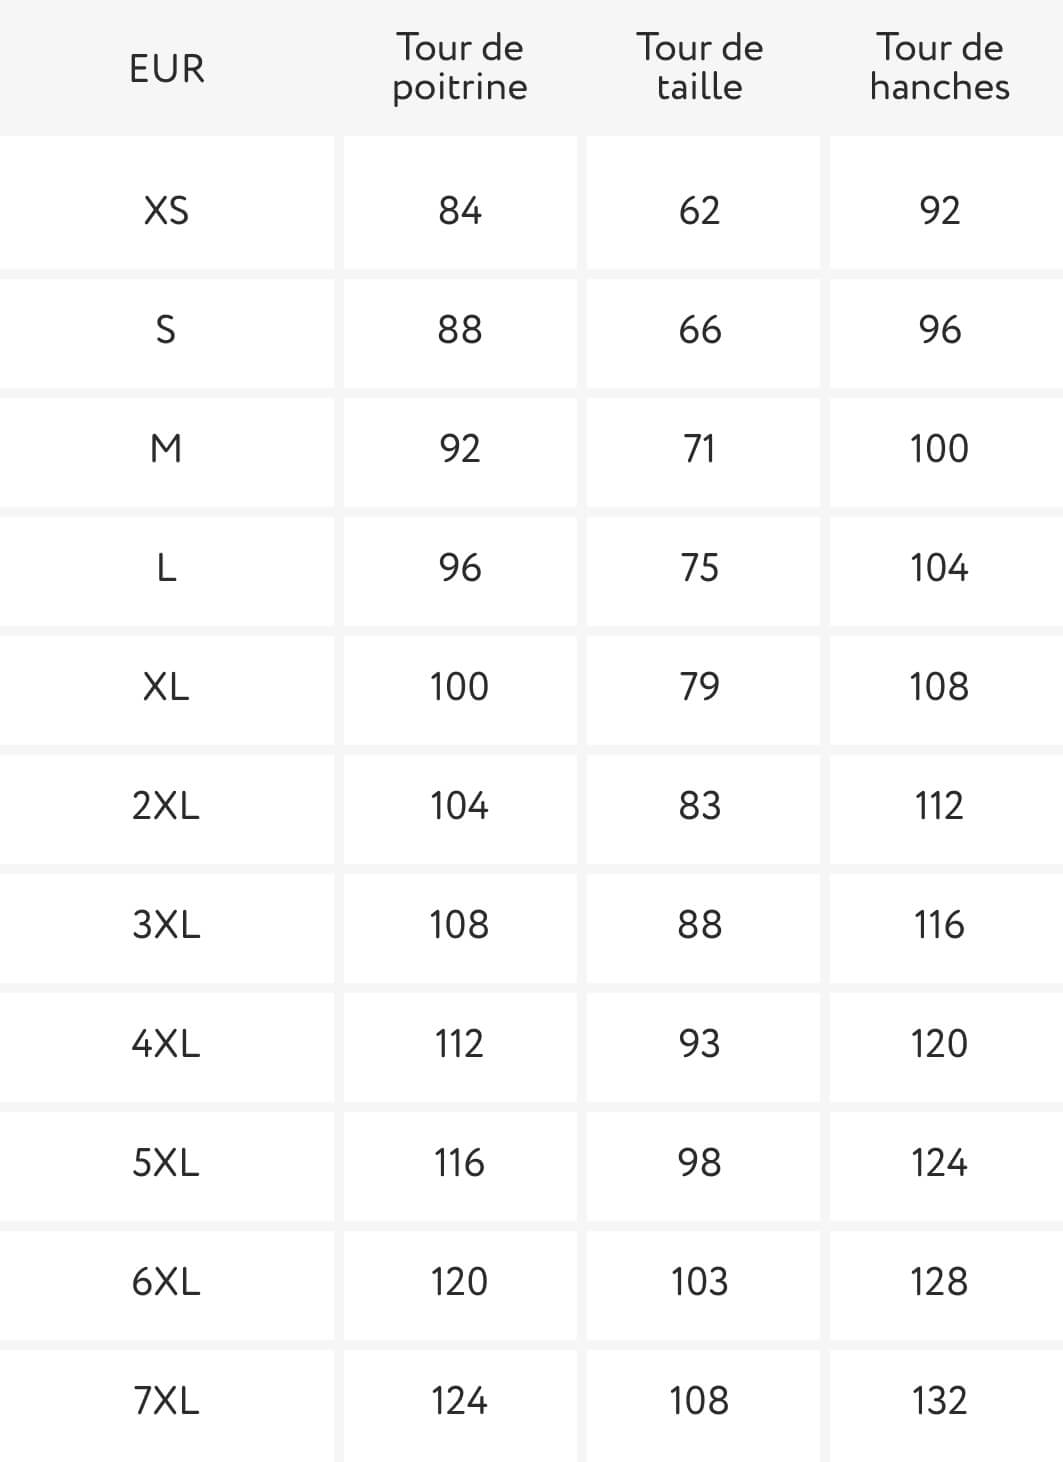 EUR Tour de poitrine Tour de taille Tour de hanches
XS 84 62 92
S 88 66 96
M 92 71 100
L 96 75 104
XL 100 79 108
2XL 104 83 112
3XL 108 88 116
4XL 112 93 120
5XL 116 98 124
6XL 120 103 128
7XL 124 108 132